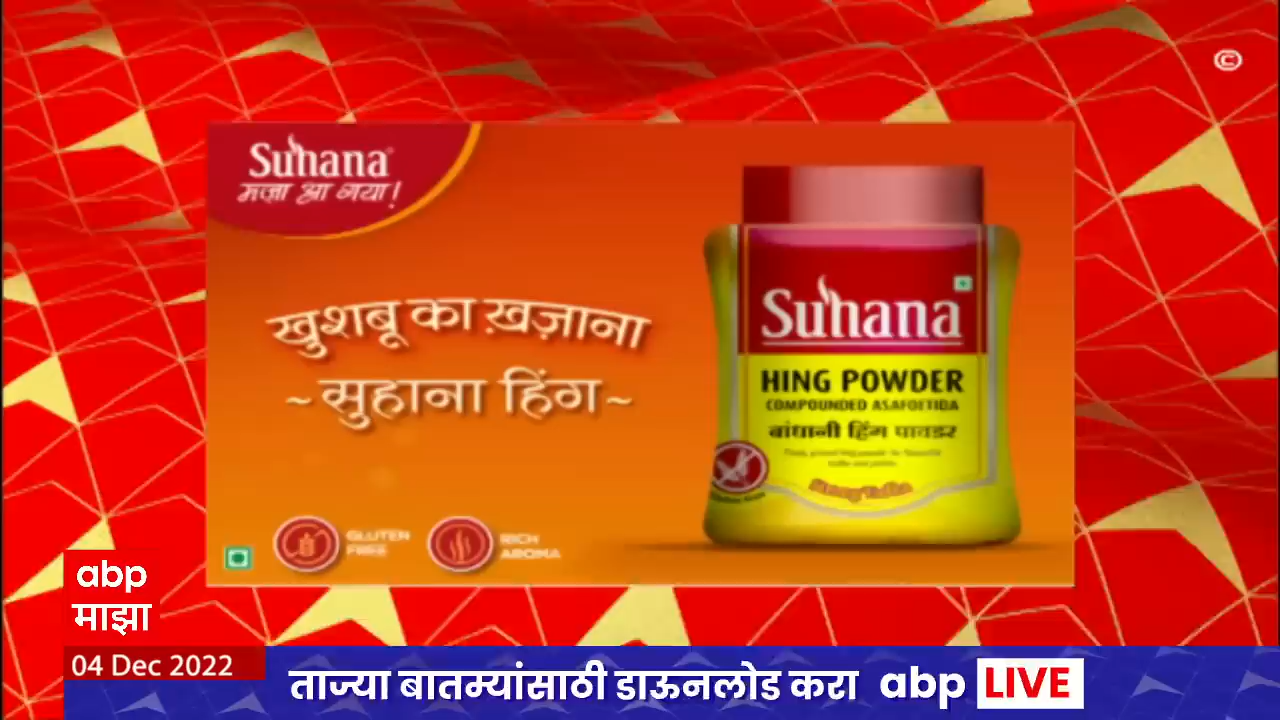 ©
Suhana
मज़ा आ गया!
खुशबू का ख़ज़ाना
~सुहाना हिंग~
GLUTEN
FREE
RICH
AROMA
Suhana
HING POWDER
COMPOUNDED ASAFOETIDA
बांधानी हिंग पावडर
abp
माझा
04 Dec 2022
ताज्या बातम्यांसाठी डाऊनलोड करा abp LIVE